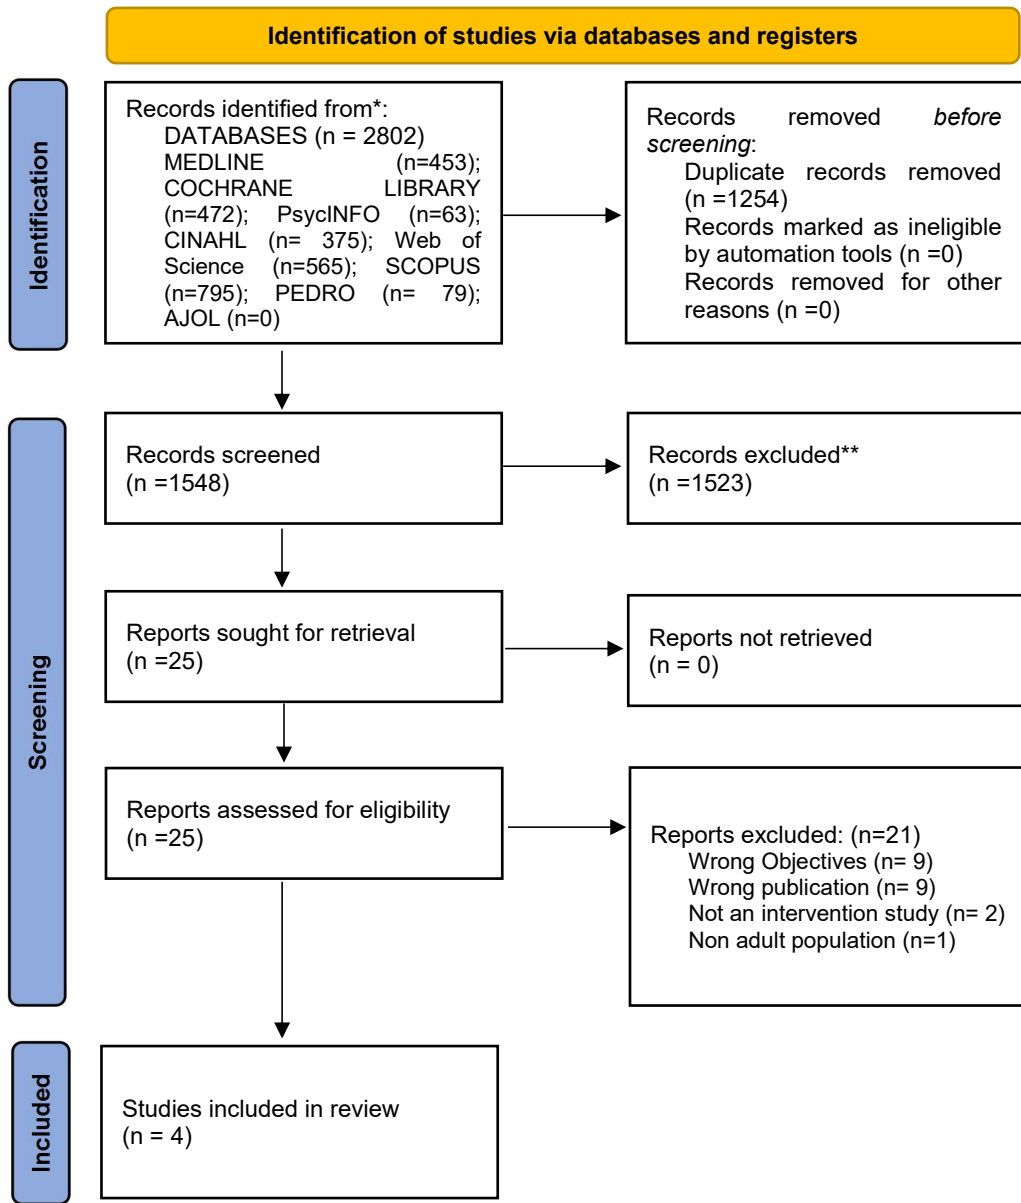 Identification of studies via databases and registers
Identification
Records identified from*:
DATABASES (n = 2802)
MEDLINE (n=453);
COCHRANE LIBRARY
(n=472); PsycINFO (n=63);
CINAHL (n= 375); Web of
Science (n=565); SCOPUS
(n=795); PEDRO (n= 79);
AJOL (n=0)
Records removed before
screening:
Duplicate records removed
(n =1254)
Records marked as ineligible
by automation tools (n =0)
Records removed for other
reasons (n =0)
Screening
Records screened
(n =1548)
Records excluded**
(n =1523)
Reports sought for retrieval
(n =25)
Reports not retrieved
(n = 0)
Reports assessed for eligibility
(n =25)
Reports excluded: (n=21)
Wrong Objectives (n= 9)
Wrong publication (n= 9)
Not an intervention study (n= 2)
Non adult population (n=1)
Included
Studies included in review
(n = 4)